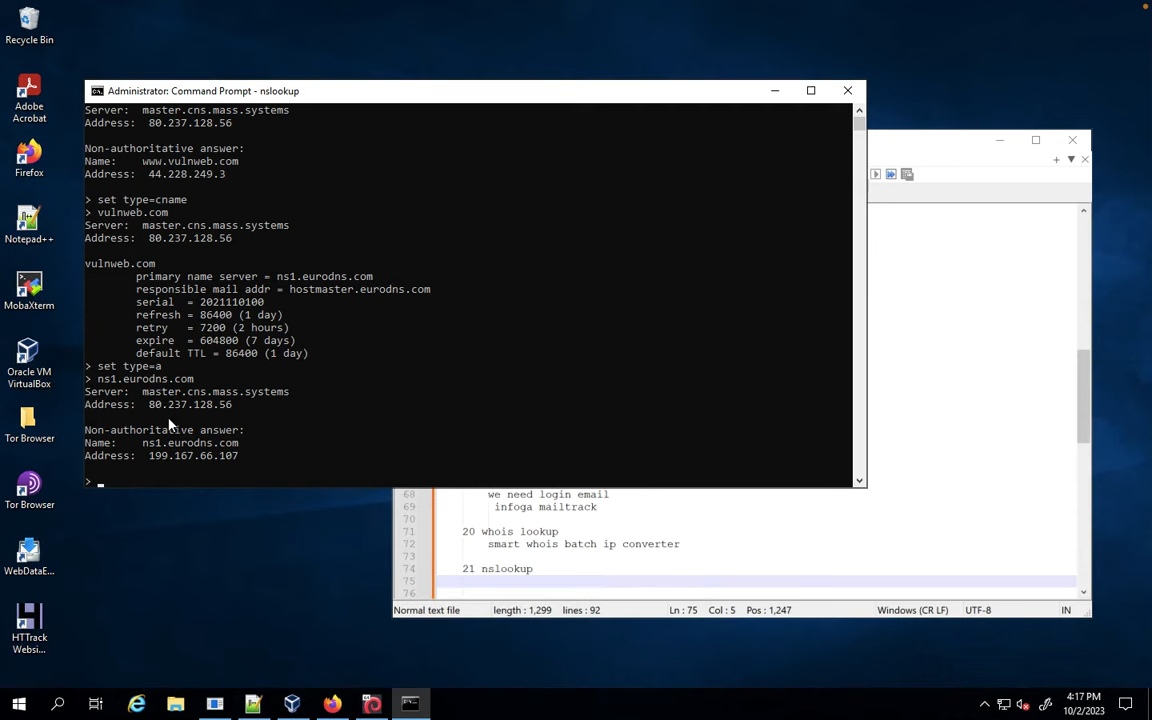 Recycle Bin
Adobe
Acrobat
Firefox
Notepad++
MobaXterm
Oracle VM
VirtualBox
Tor Browser
Tor Browser
WebDataE...
HTTrack
Websi...
Administrator: Command Prompt - nslookup
Server:  master.cns.mass.systems
Address:  80.237.128.56
Non-authoritative answer:
Name:    www.vulnweb.com
Address:  44.228.249.3
> set type=cname
> vulnweb.com
Server:  master.cns.mass.systems
Address:  80.237.128.56
vulnweb.com
primary name server = ns1.eurodns.com
responsible mail addr = hostmaster.eurodns.com
serial  = 2021110100
refresh = 86400 (1 day)
retry   = 7200 (2 hours)
expire  = 604800 (7 days)
default TTL = 86400 (1 day)
> set type=a
> ns1.eurodns.com
Server:  master.cns.mass.systems
Address:  80.237.128.56
Non-authoritative answer:
Name:    ns1.eurodns.com
Address:  199.167.66.107
>
68 we need login email
69 infoga mailtrack
70
71 20 whois lookup
72 smart whois batch ip converter
73
74 21 nslookup
75
76
Normal text file length : 1,299 lines : 92 Ln : 75 Col : 5 Pos : 1,247 Windows (CR LF) UTF-8 IN
4:17 PM
10/2/2023